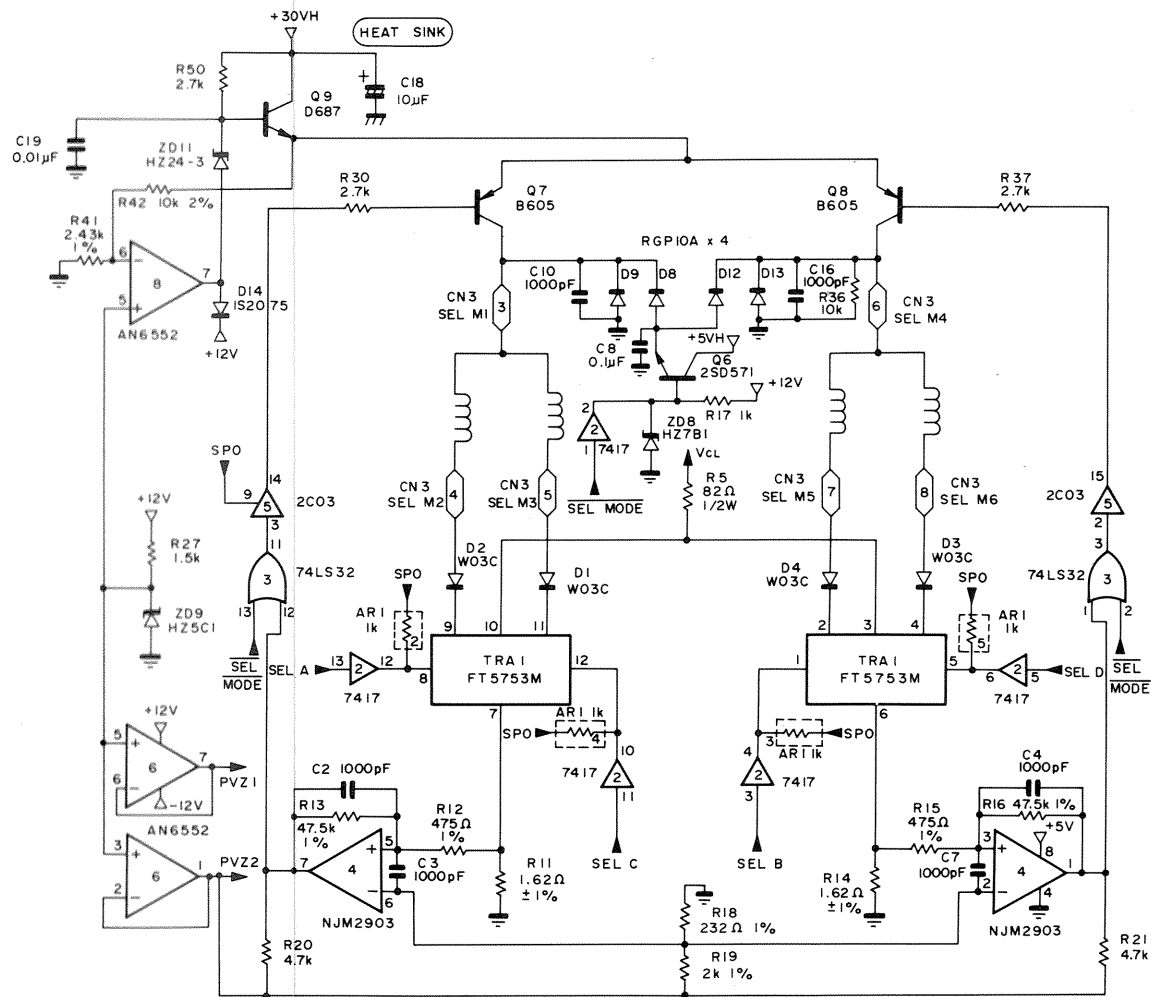 +30VH
HEAT SINK
R50
2.7k
Q9
D687
+
C18
10µF
C19
0.01µF
ZD11
HZ24-3
R42 10k 2%
R41
2.43k
1%
6
−
5
+
8
7
AN6552
D14
1S2075
+12V
R30
2.7k
Q7
B605
Q8
B605
R37
2.7k
RGP10A x 4
C10
1000pF
D9
D8
D12
D13
C16
1000pF
R36
10k
CN3
SEL M1
3
6
CN3
SEL M4
C8
0.1µF
+5VH
Q6
2SD571
+12V
R17 1k
ZD8
HZ7B1
2
2
1
7417
SEL MODE
VCL
R5
82Ω
1/2W
CN3
SEL M2
4
CN3
SEL M3
5
CN3
SEL M5
7
8
CN3
SEL M6
SPO
9
14
5
2C03
3
11
3
74LS32
13
12
SEL
MODE
15
5
2C03
2
3
3
74LS32
1
2
SEL
MODE
+12V
R27
1.5k
ZD9
HZ5C1
D2
W03C
D1
W03C
D4
W03C
D3
W03C
SPO
AR1
1k
2
SPO
AR1
1k
5
9
10
11
TRA1
FT5753M
8
12
7
2
3
4
TRA1
FT5753M
1
5
6
SEL A
13
2
12
7417
SEL D
5
2
6
7417
AR1 1k
SPO
4
10
2
7417
11
SEL C
SPO
3
AR1 1k
4
2
7417
3
SEL B
+12V
5
+
6
−
6
7
PVZ1
-12V
AN6552
3
+
2
−
6
1
PVZ2
C2 1000pF
R13
47.5k
1%
R12
475Ω
1%
7
4
+
5
−
6
C3
1000pF
NJM2903
R11
1.62Ω
±1%
R14
1.62Ω
±1%
R15
475Ω
1%
C4
1000pF
R16 47.5k 1%
+5V
C7
1000pF
3
+
8
4
1
−
2
4
NJM2903
R18
232Ω 1%
R19
2k 1%
R20
4.7k
R21
4.7k